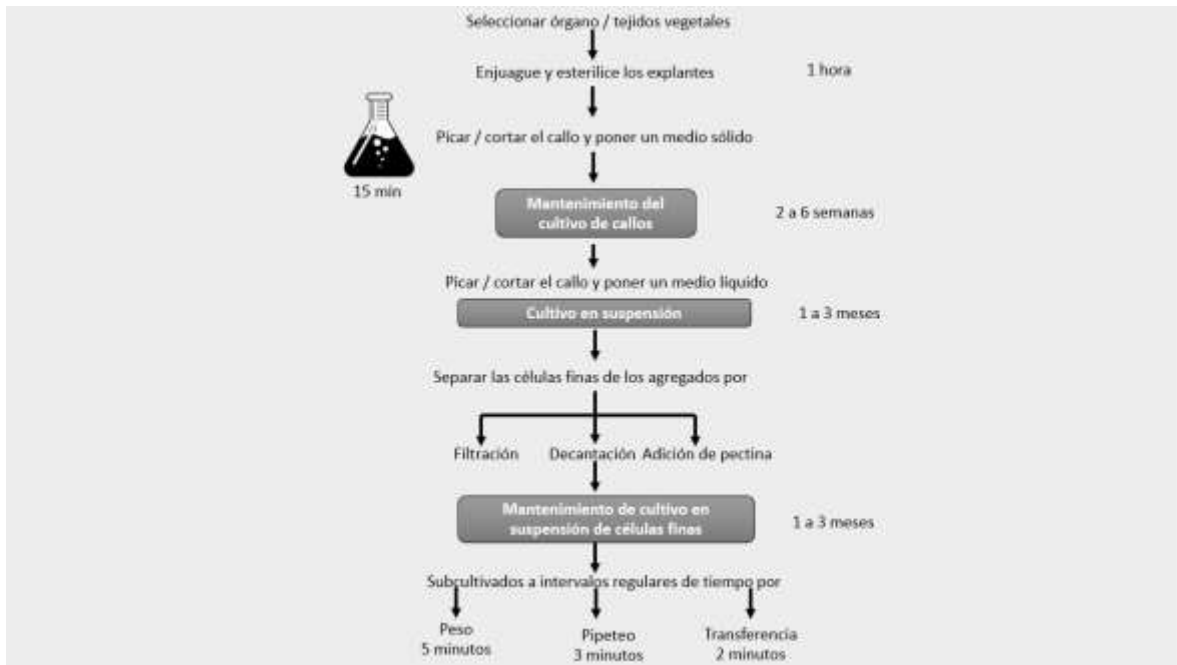 Seleccionar órgano / tejidos vegetales
Enjuague y esterilice los explantes
1 hora
Picar / cortar el callo y poner un medio sólido
15 min
Mantenimiento del
cultivo de callos
2 a 6 semanas
Picar / cortar el callo y poner un medio líquido
Cultivo en suspensión
1 a 3 meses
Separar las células finas de los agregados por
Filtración
Decantación
Adición de pectina
Mantenimiento de cultivo en
suspensión de células finas
1 a 3 meses
Subcultivados a intervalos regulares de tiempo por
Peso
5 minutos
Pipeteo
3 minutos
Transferencia
2 minutos